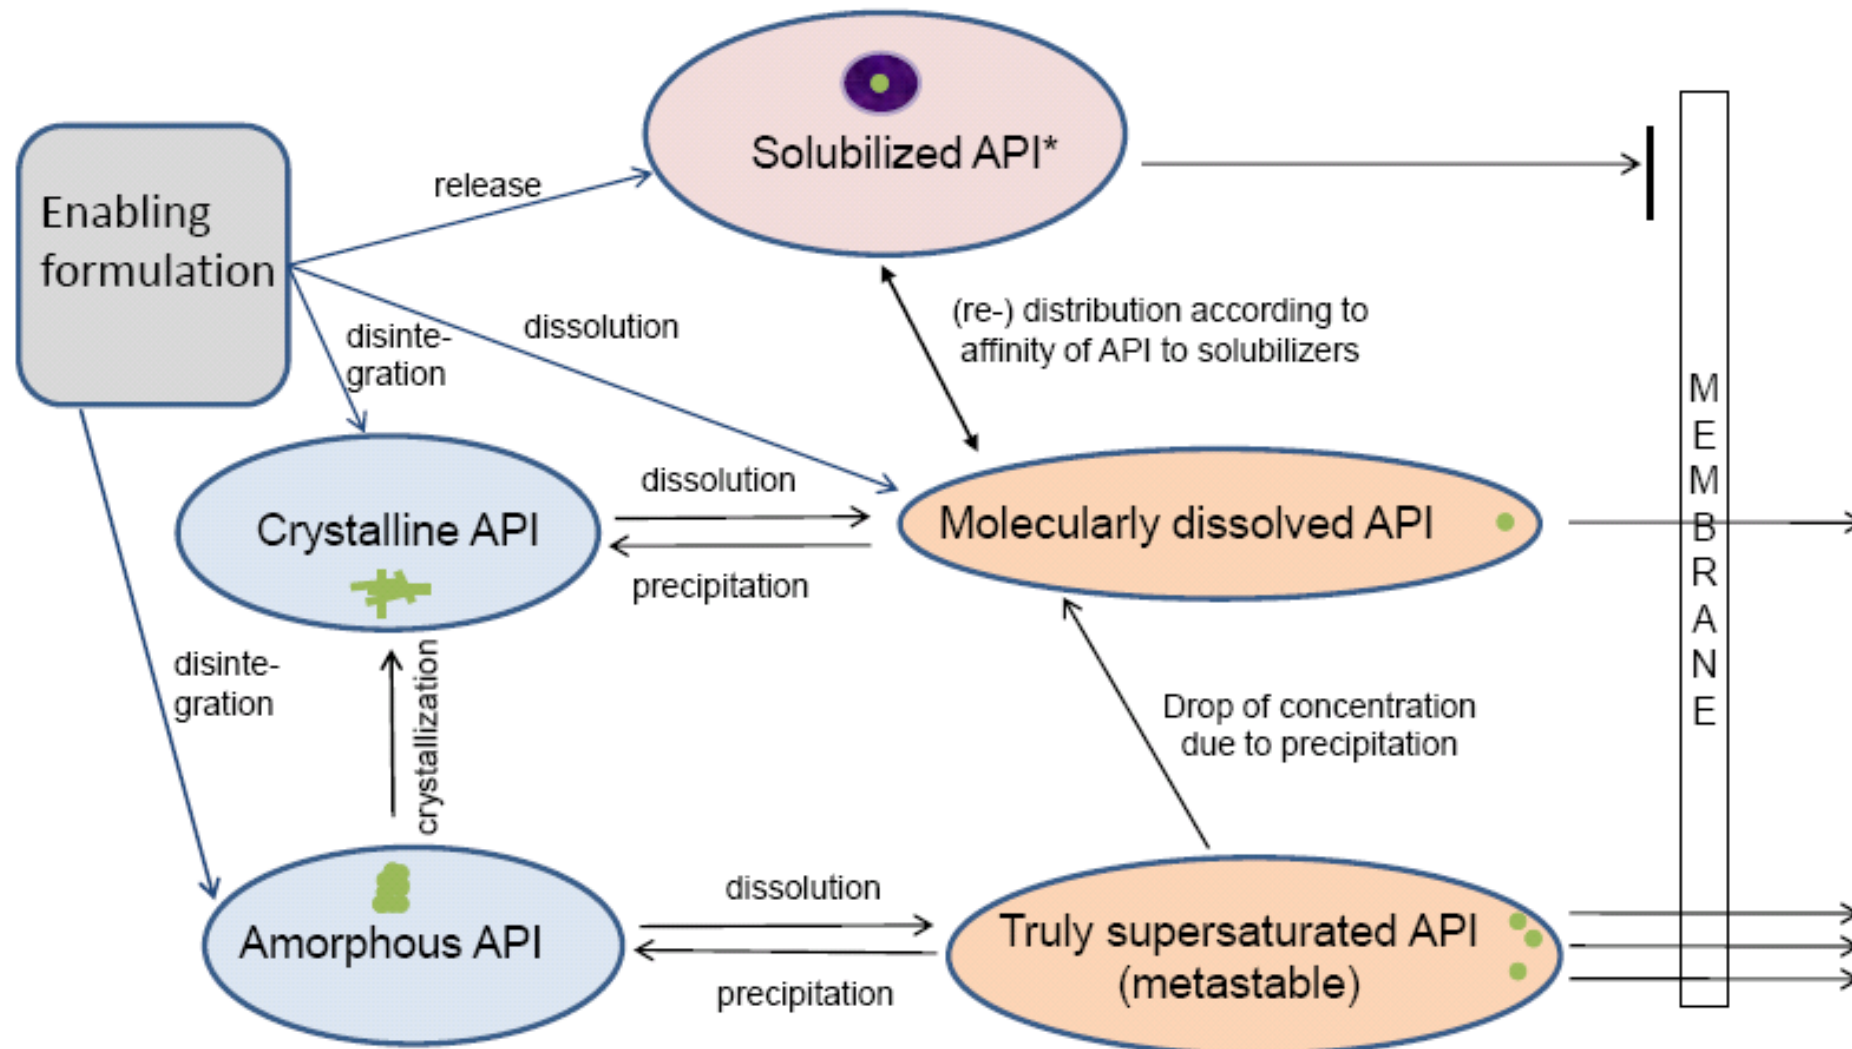 Solubilized API*
release
Enabling
formulation
disinte-
gration
dissolution
(re-) distribution according to
affinity of API to solubilizers
Crystalline API
dissolution
precipitation
Molecularly dissolved API
M
E
M
B
R
A
N
E
disinte-
gration
crystallization
Drop of concentration
due to precipitation
Amorphous API
dissolution
precipitation
Truly supersaturated API
(metastable)